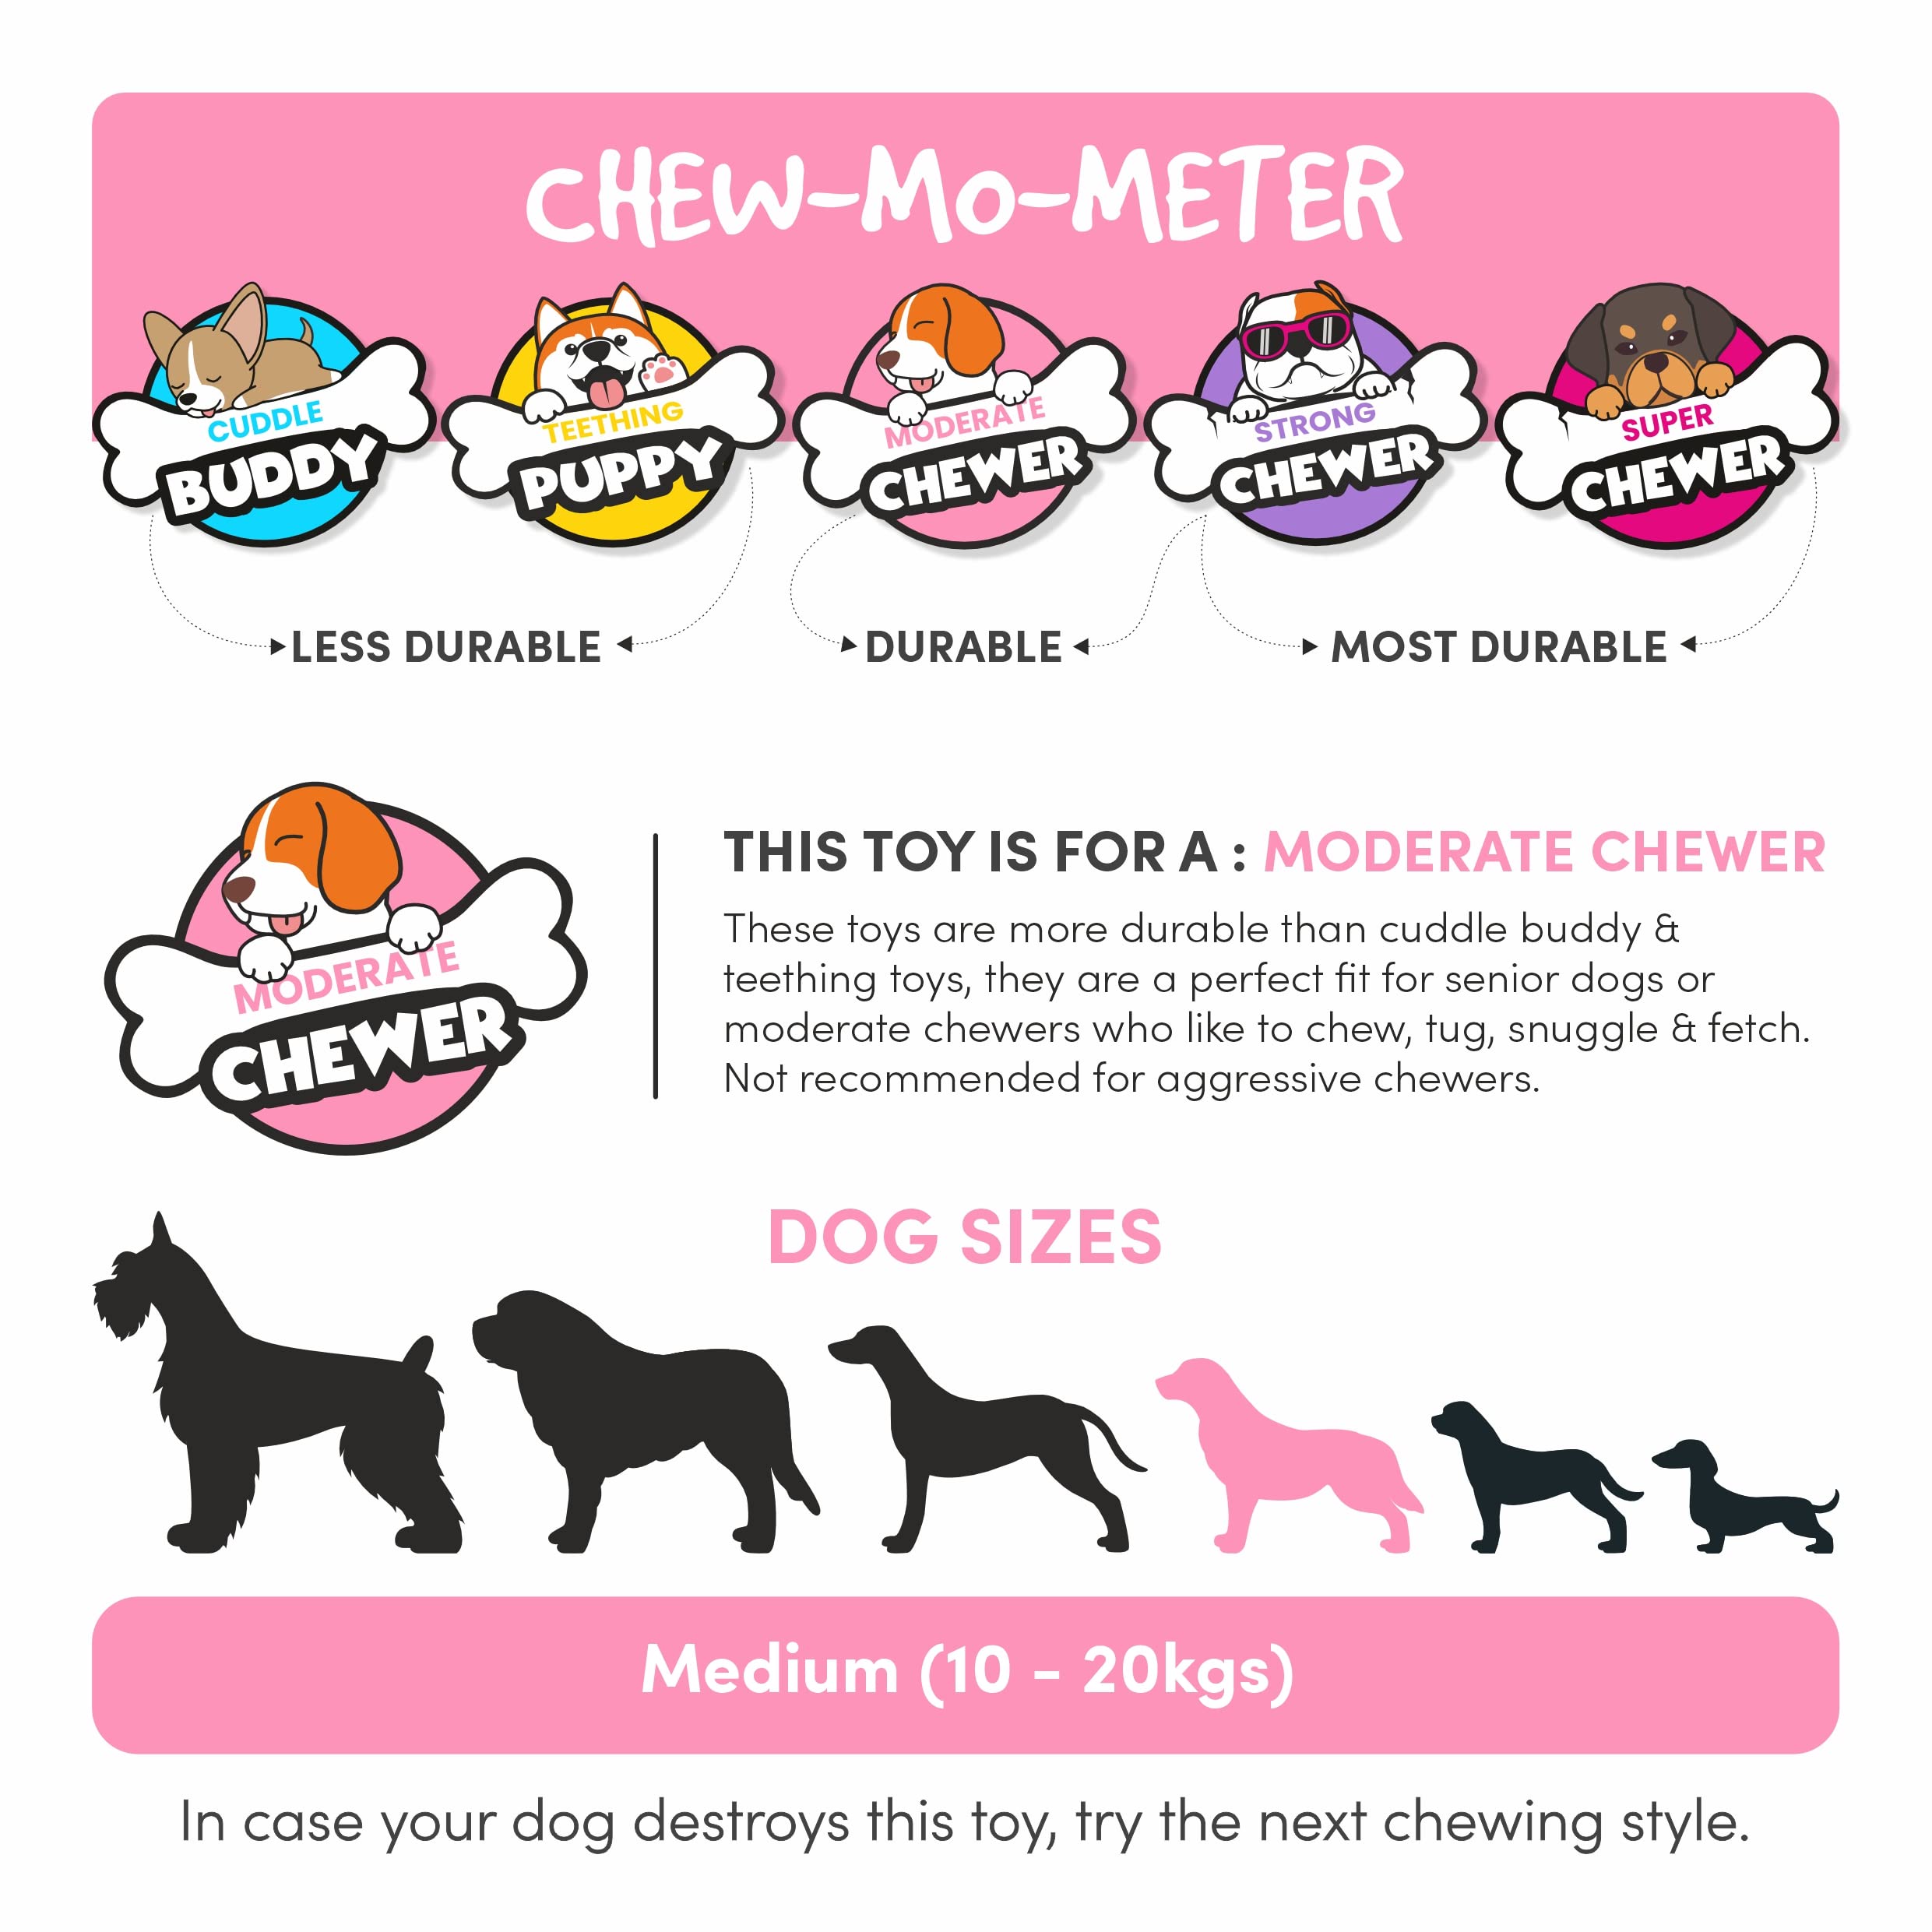 CHEW-MO-METER
CUDDLE
BUDDY
TEETHING
PUPPY
MODERATE
CHEWER
STRONG
CHEWER
SUPER
CHEWER
LESS DURABLE
DURABLE
MOST DURABLE
MODERATE
CHEWER
THIS TOY IS FOR A : MODERATE CHEWER
These toys are more durable than cuddle buddy &
teething toys, they are a perfect fit for senior dogs or
moderate chewers who like to chew, tug, snuggle & fetch.
Not recommended for aggressive chewers.
DOG SIZES
Medium (10 - 20kgs)
In case your dog destroys this toy, try the next chewing style.